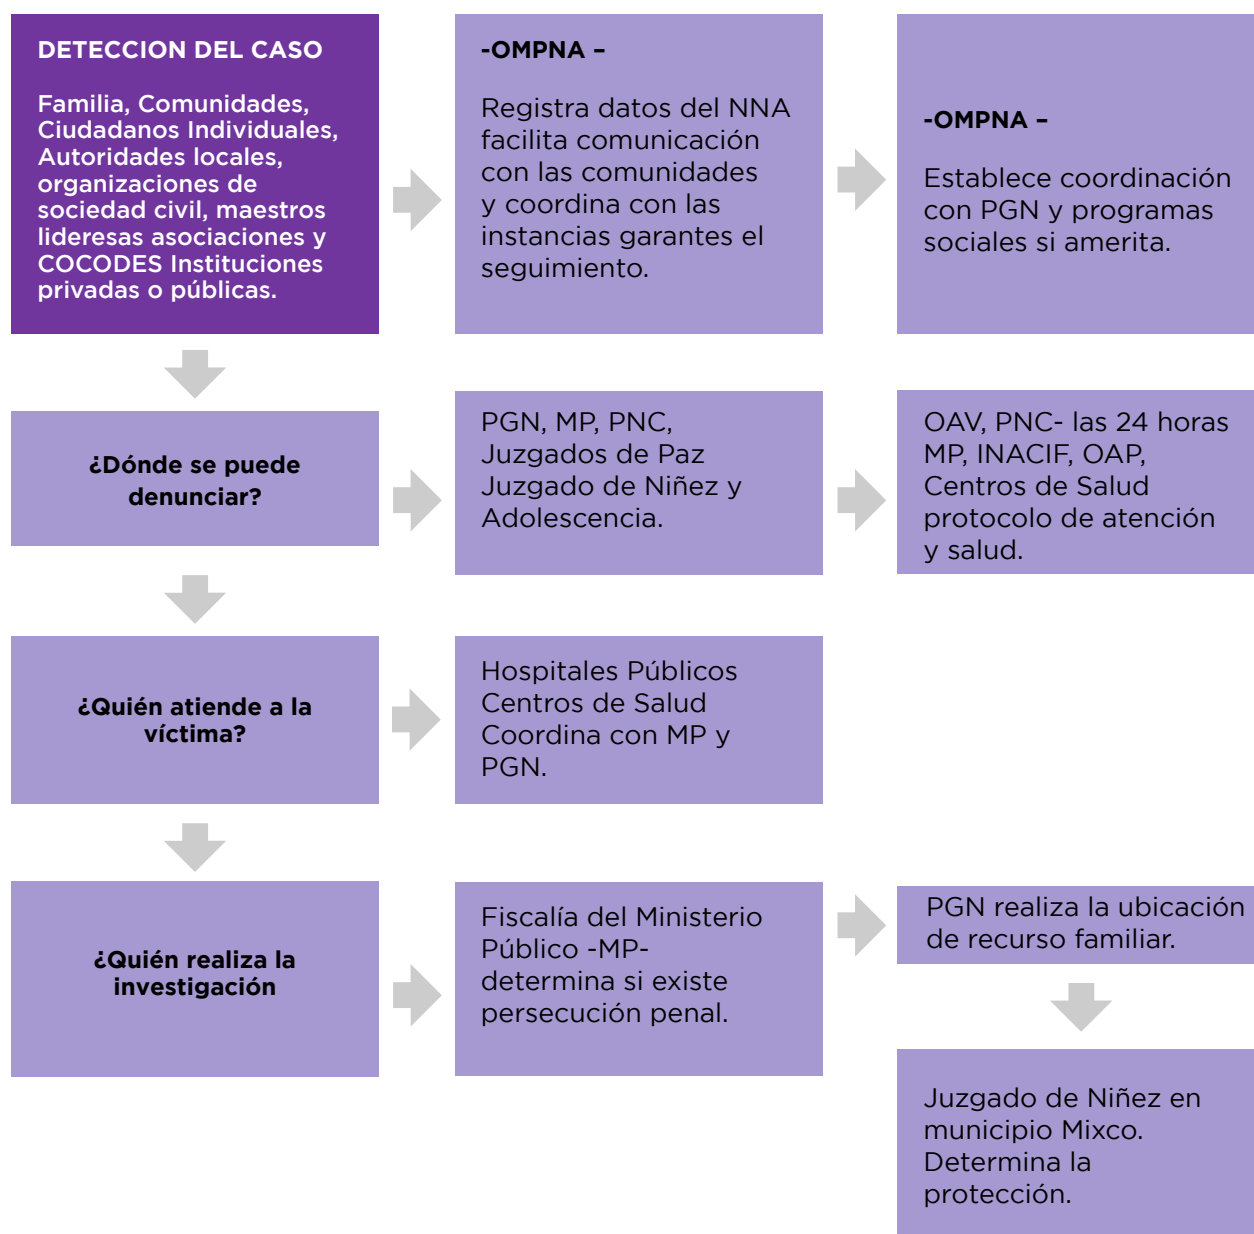 DETECCION DEL CASO
Familia, Comunidades,
Ciudadanos Individuales,
Autoridades locales,
organizaciones de
sociedad civil, maestros
lideresas asociaciones y
COCODES Instituciones
privadas o públicas.
-OMPNA –
Registra datos del NNA
facilita comunicación
con las comunidades
y coordina con las
instancias garantes el
seguimiento.
-OMPNA –
Establece coordinación
con PGN y programas
sociales si amerita.
¿Dónde se puede
denunciar?
PGN, MP, PNC,
Juzgados de Paz
Juzgado de Niñez y
Adolescencia.
OAV, PNC- las 24 horas
MP, INACIF, OAP,
Centros de Salud
protocolo de atención
y salud.
¿Quién atiende a la
víctima?
Hospitales Públicos
Centros de Salud
Coordina con MP y
PGN.
¿Quién realiza la
investigación
Fiscalía del Ministerio
Público -MP-
determina si existe
persecución penal.
PGN realiza la ubicación
de recurso familiar.
Juzgado de Niñez en
municipio Mixco.
Determina la
protección.